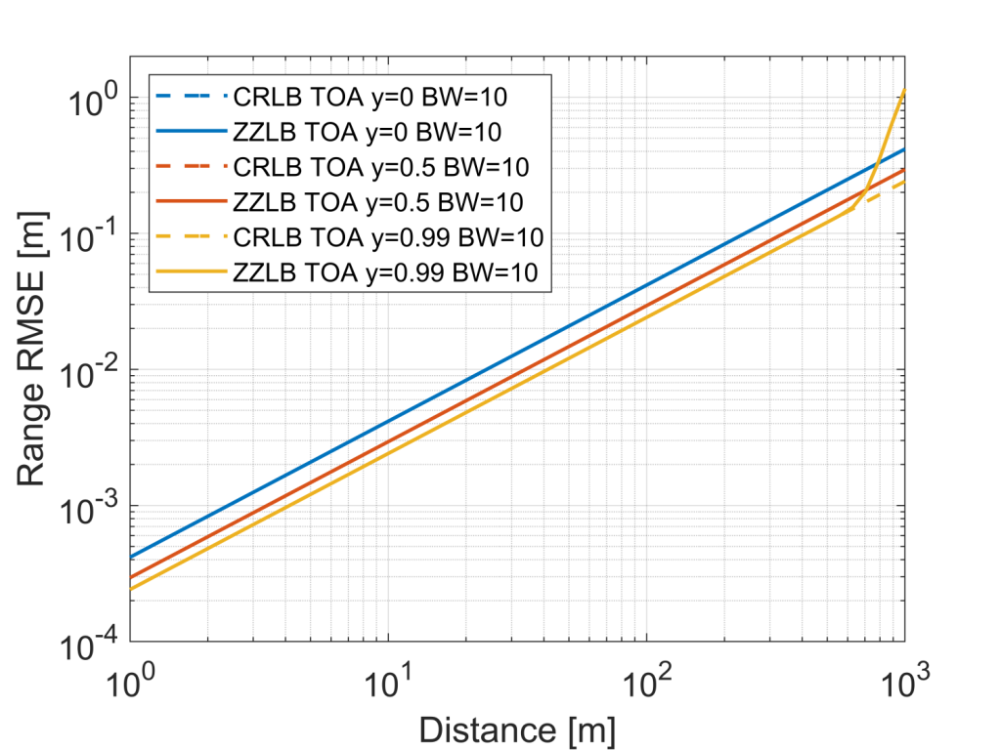 10^0
10^-1
10^-2
10^-3
10^-4
Range RMSE [m]
CRLB TOA y=0 BW=10
ZZLB TOA y=0 BW=10
CRLB TOA y=0.5 BW=10
ZZLB TOA y=0.5 BW=10
CRLB TOA y=0.99 BW=10
ZZLB TOA y=0.99 BW=10
10^0 10^1 10^2 10^3
Distance [m]